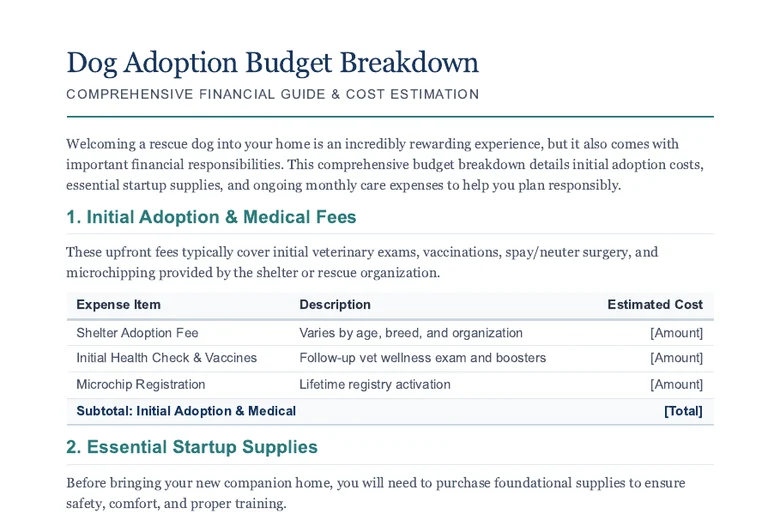 Dog Adoption Budget Breakdown
COMPREHENSIVE FINANCIAL GUIDE & COST ESTIMATION
Welcoming a rescue dog into your home is an incredibly rewarding experience, but it also comes with
important financial responsibilities. This comprehensive budget breakdown details initial adoption costs,
essential startup supplies, and ongoing monthly care expenses to help you plan responsibly.
1. Initial Adoption & Medical Fees
These upfront fees typically cover initial veterinary exams, vaccinations, spay/neuter surgery, and
microchipping provided by the shelter or rescue organization.
Expense Item Description Estimated Cost
Shelter Adoption Fee Varies by age, breed, and organization [Amount]
Initial Health Check & Vaccines Follow-up vet wellness exam and boosters [Amount]
Microchip Registration Lifetime registry activation [Amount]
Subtotal: Initial Adoption & Medical [Total]
2. Essential Startup Supplies
Before bringing your new companion home, you will need to purchase foundational supplies to ensure
safety, comfort, and proper training.